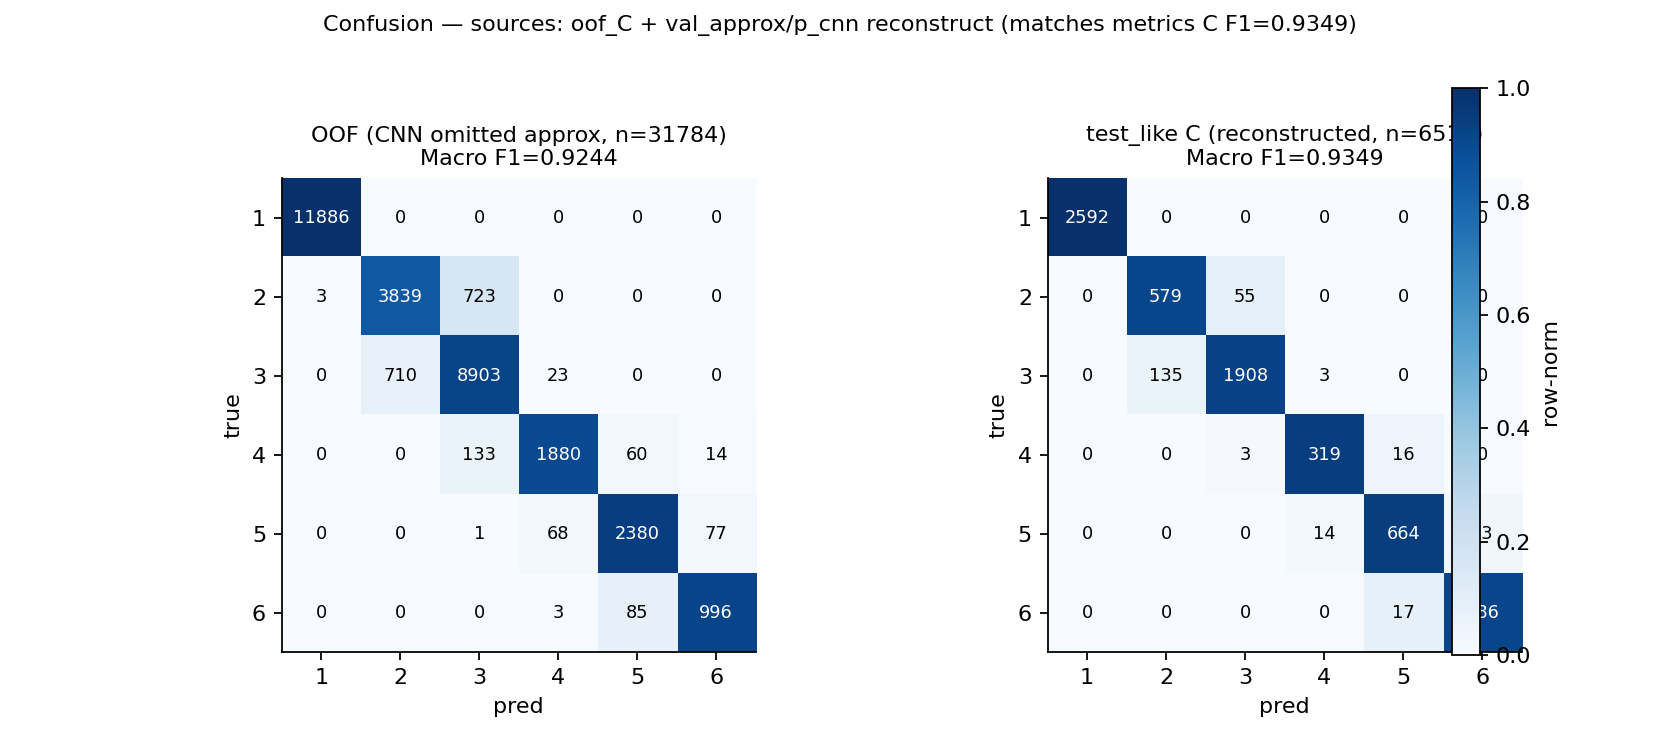 Confusion — sources: oof_C + val_approx/p_cnn reconstruct (matches metrics C F1=0.9349)
OOF (CNN omitted approx, n=31784)
Macro F1=0.9244
1 11886 0 0 0 0 0
2 3 3839 723 0 0 0
3 0 710 8903 23 0 0
4 0 0 133 1880 60 14
5 0 0 1 68 2380 77
6 0 0 0 3 85 996
1 2 3 4 5 6
true
pred
test_like C (reconstructed,
Macro F1=0.9349
1 2592 0 0 0 0 0
2 0 579 55 0 0 0
3 0 135 1908 3 0 0
4 0 0 3 319 16 0
5 0 0 0 14 664
6 0 0 0 0 17
1 2 3 4 5 6
true
pred
1.0
0.8
0.6
0.4
0.2
0.0
row-norm